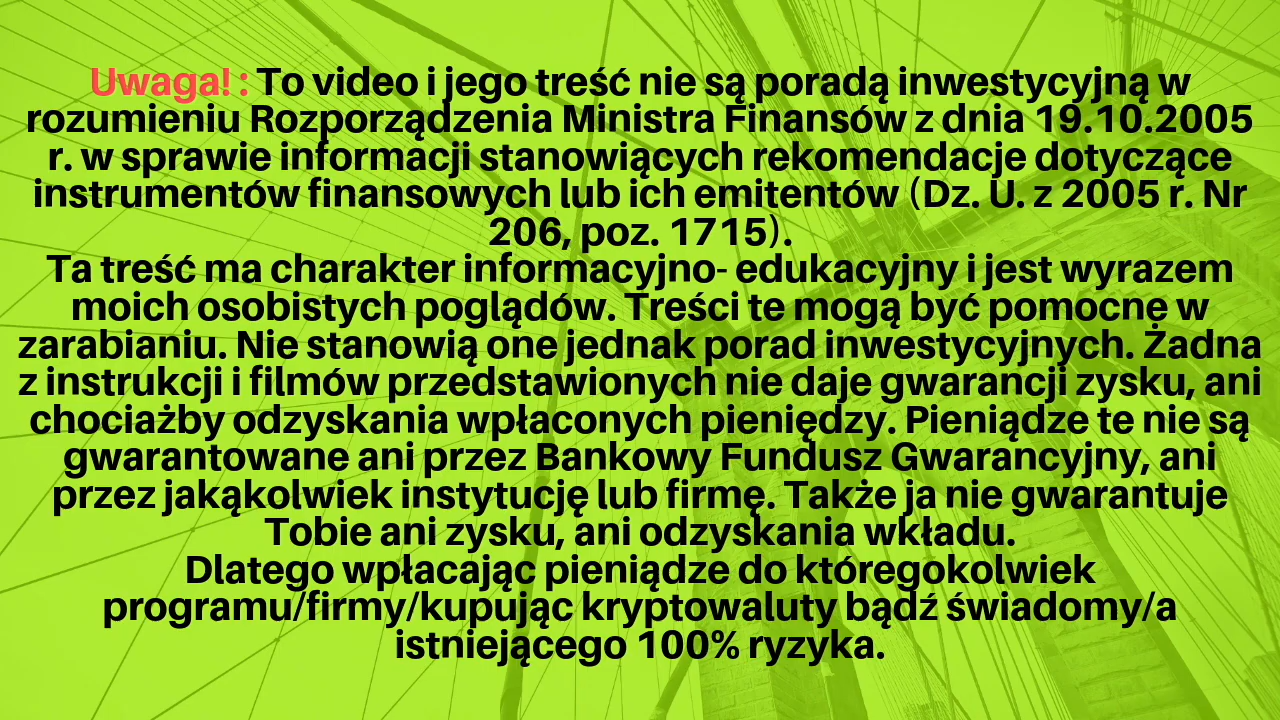 Uwaga! : To video i jego treść nie są poradą inwestycyjną w
rozumieniu Rozporządzenia Ministra Finansów z dnia 19.10.2005
r. w sprawie informacji stanowiących rekomendacje dotyczące
instrumentów finansowych lub ich emitentów (Dz. U. z 2005 r. Nr
206, poz. 1715).
Ta treść ma charakter informacyjno- edukacyjny i jest wyrazem
moich osobistych poglądów. Treści te mogą być pomocne w
zarabianiu. Nie stanowią one jednak porad inwestycyjnych. Żadna
z instrukcji i filmów przedstawionych nie daje gwarancji zysku, ani
chociażby odzyskania wpłaconych pieniędzy. Pieniądze te nie są
gwarantowane ani przez Bankowy Fundusz Gwarancyjny, ani
przez jakąkolwiek instytucję lub firmę. Także ja nie gwarantuje
Tobie ani zysku, ani odzyskania wkładu.
Dlatego wpłacając pieniądze do któregokolwiek
programu/firmy/kupując kryptowaluty bądź świadomy/a
istniejącego 100% ryzyka.